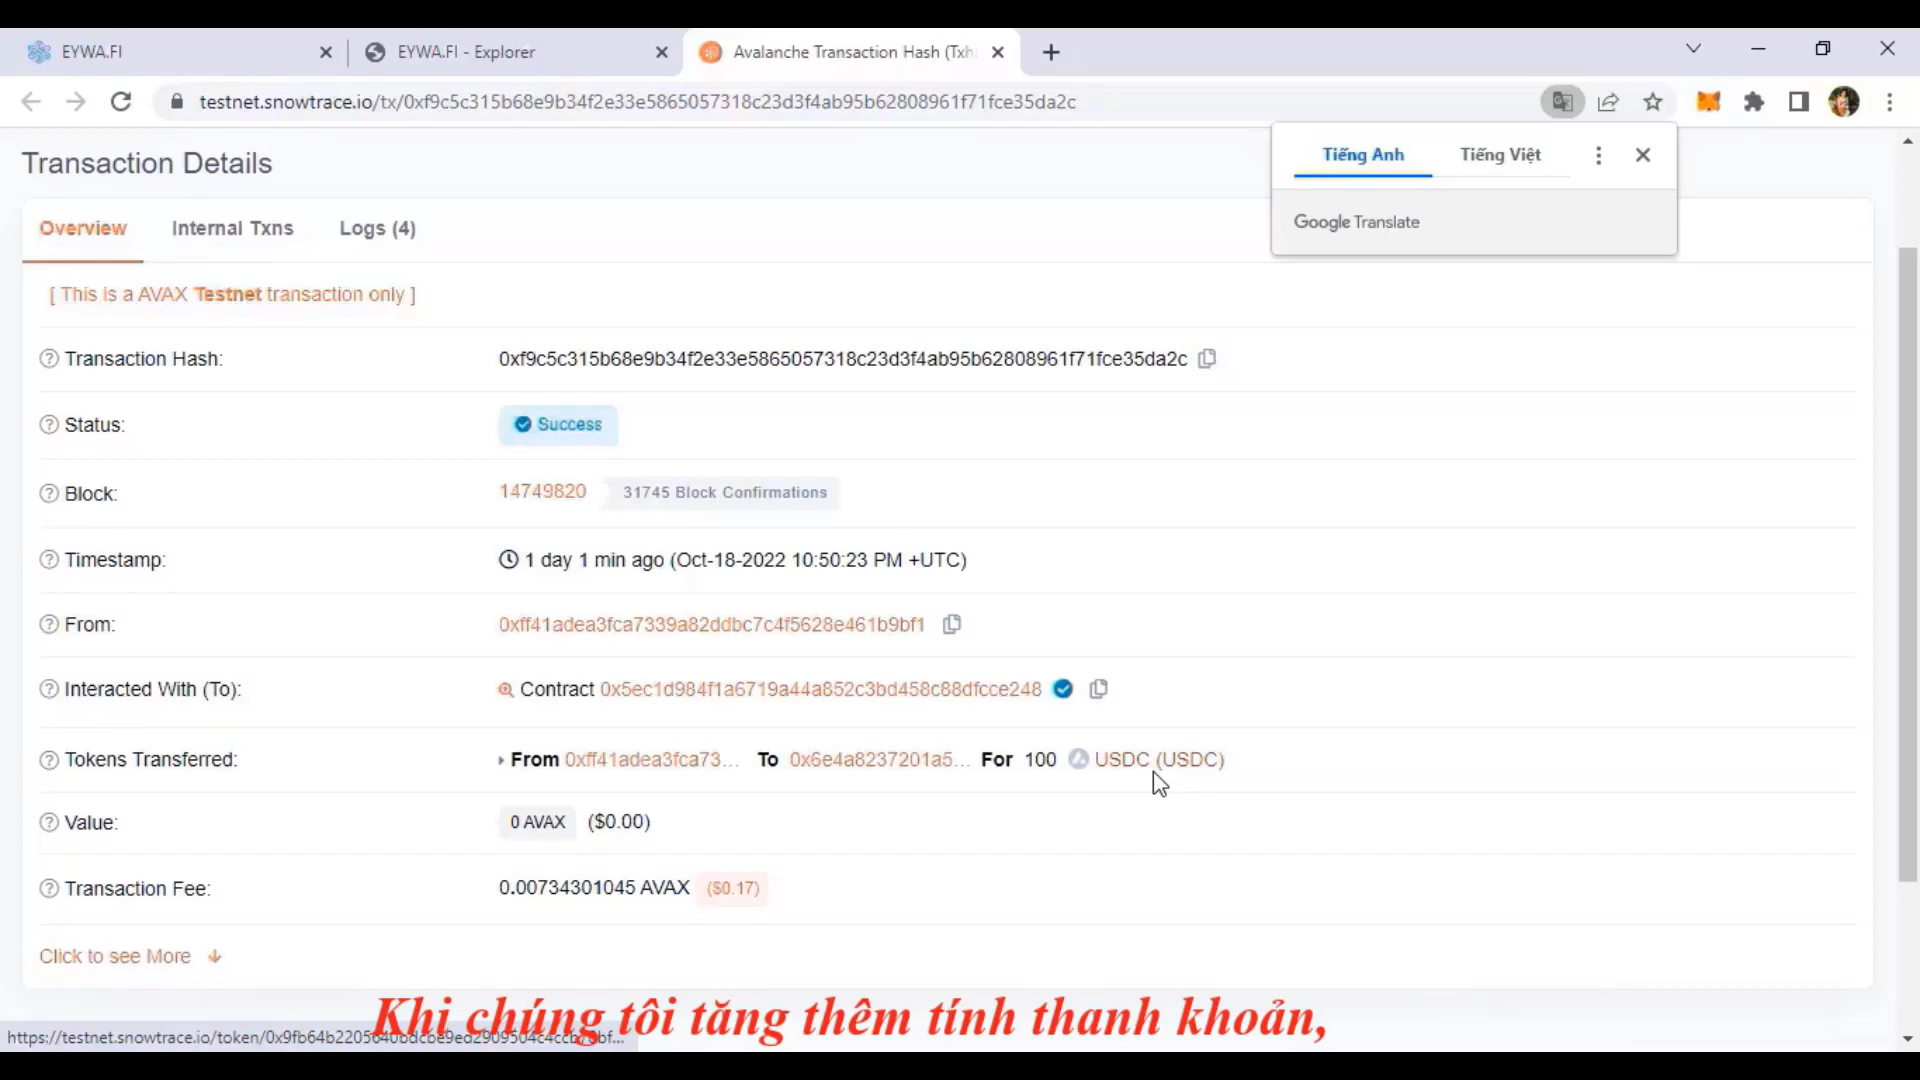 EYWA.FI
EYWA.FI - Explorer
Avalanche Transaction Hash (Txh
testnet.snowtrace.io/tx/0xf9c5c315b68e9b34f2e33e5865057318c23d3f4ab95b62808961f71fce35da2c
Tiếng Anh Tiếng Việt
Google Translate
Transaction Details
Overview Internal Txns Logs (4)
[ This is a AVAX Testnet transaction only ]
Transaction Hash: 0xf9c5c315b68e9b34f2e33e5865057318c23d3f4ab95b62808961f71fce35da2c
Status: Success
Block: 14749820 31745 Block Confirmations
Timestamp: 1 day 1 min ago (Oct-18-2022 10:50:23 PM +UTC)
From: 0xff41adea3fca7339a82ddbc7c4f5628e461b9bf1
Interacted With (To): Contract 0x5ec1d984f1a6719a44a852c3bd458c88dfcce248
Tokens Transferred: From 0xff41adea3fca73... To 0x6e4a8237201a5... For 100 USDC (USDC)
Value: 0 AVAX ($0.00)
Transaction Fee: 0.00734301045 AVAX ($0.17)
Click to see More
Khi chúng tôi tăng thêm tính thanh khoản,